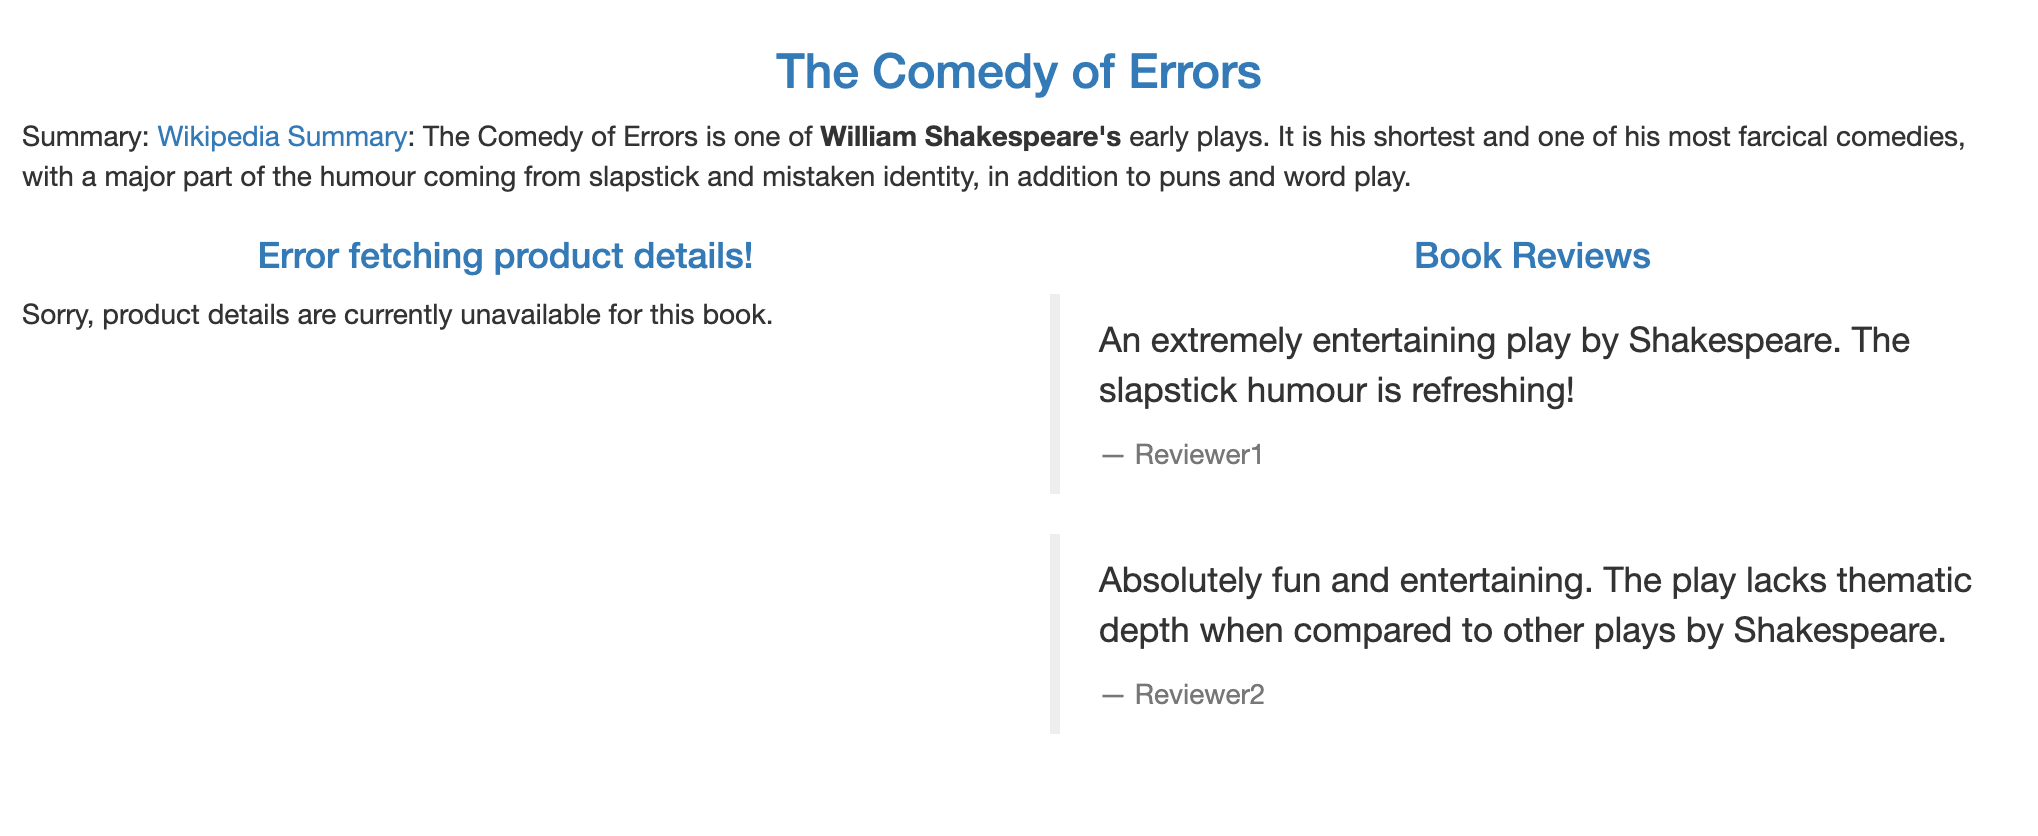 The Comedy of Errors
Summary: Wikipedia Summary: The Comedy of Errors is one of William Shakespeare's early plays. It is his shortest and one of his most farcical comedies,
with a major part of the humour coming from slapstick and mistaken identity, in addition to puns and word play.
Error fetching product details!
Sorry, product details are currently unavailable for this book.
Book Reviews
An extremely entertaining play by Shakespeare. The
slapstick humour is refreshing!
— Reviewer1
Absolutely fun and entertaining. The play lacks thematic
depth when compared to other plays by Shakespeare.
— Reviewer2